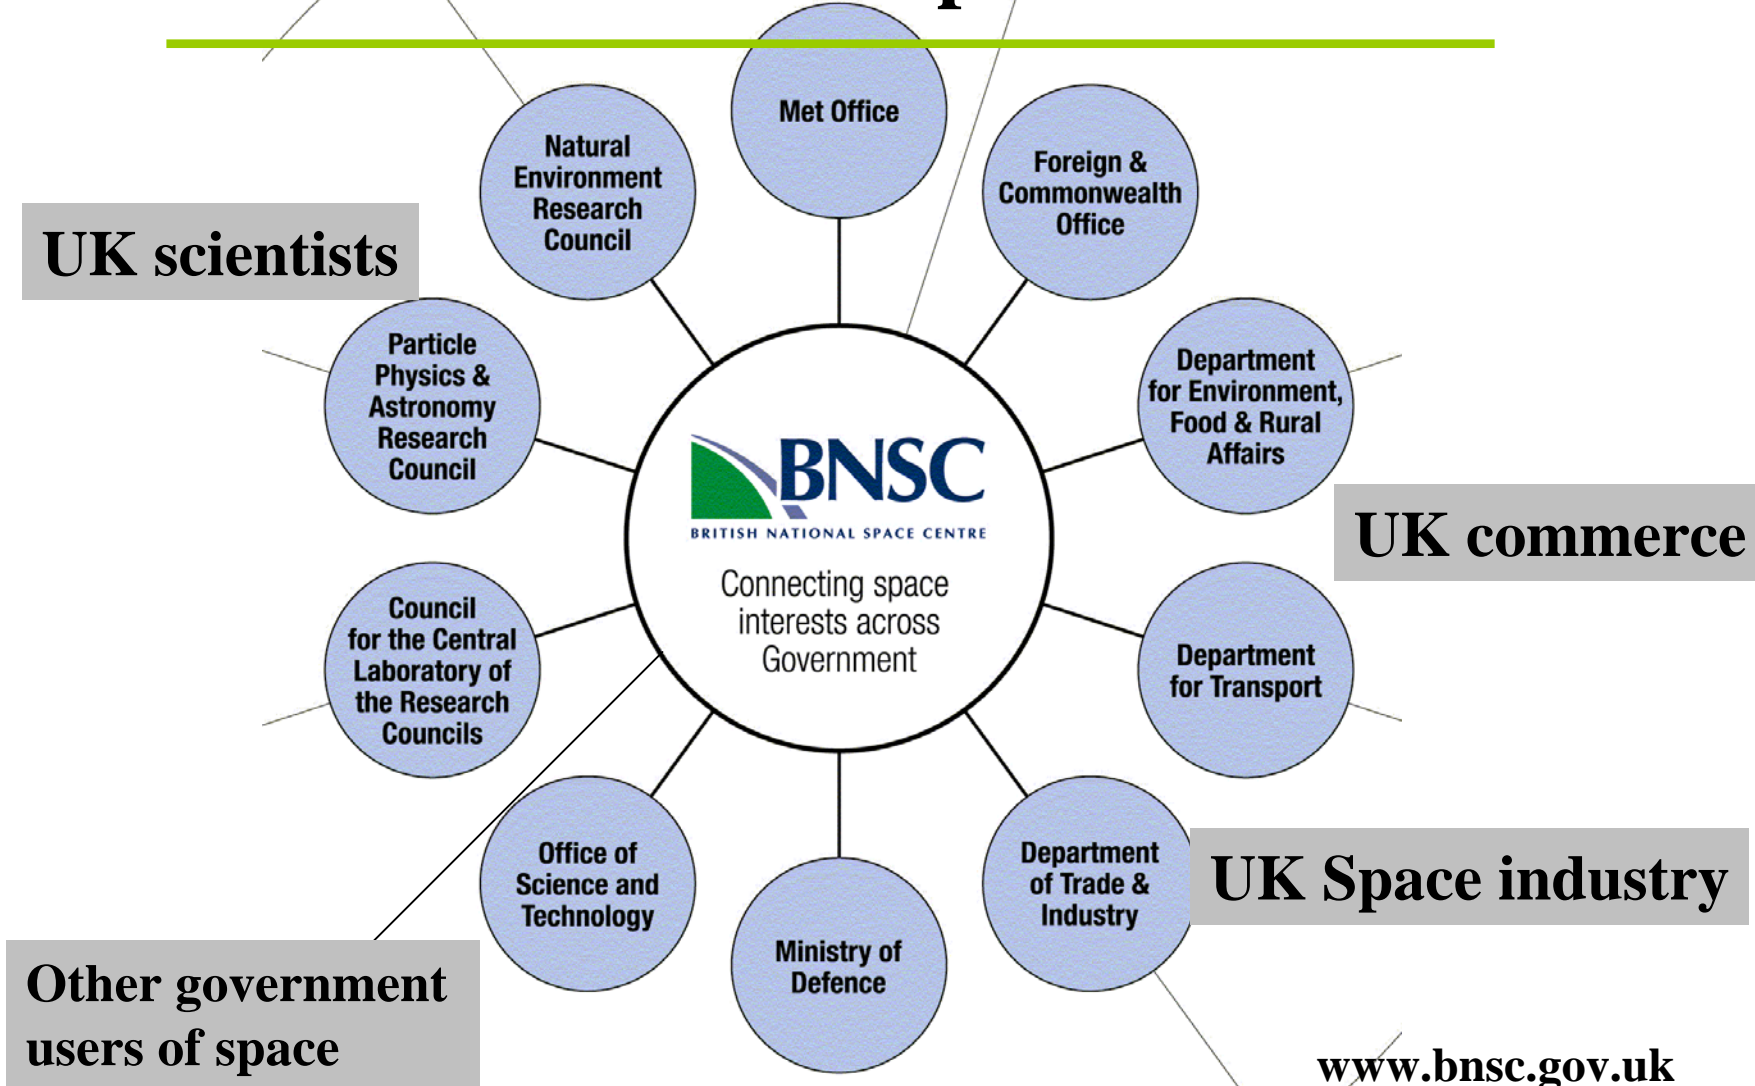 Met Office
Natural
Environment
Research
Council
Foreign &
Commonwealth
Office
UK scientists
Particle
Physics &
Astronomy
Research
Council
Department
for Environment,
Food & Rural
Affairs
BNSC
BRITISH NATIONAL SPACE CENTRE
Connecting space
interests across
Government
UK commerce
Council
for the Central
Laboratory of
the Research
Councils
Department
for Transport
Office of
Science and
Technology
Ministry of
Defence
Department
of Trade &
Industry
UK Space industry
Other government
users of space
www.bnsc.gov.uk